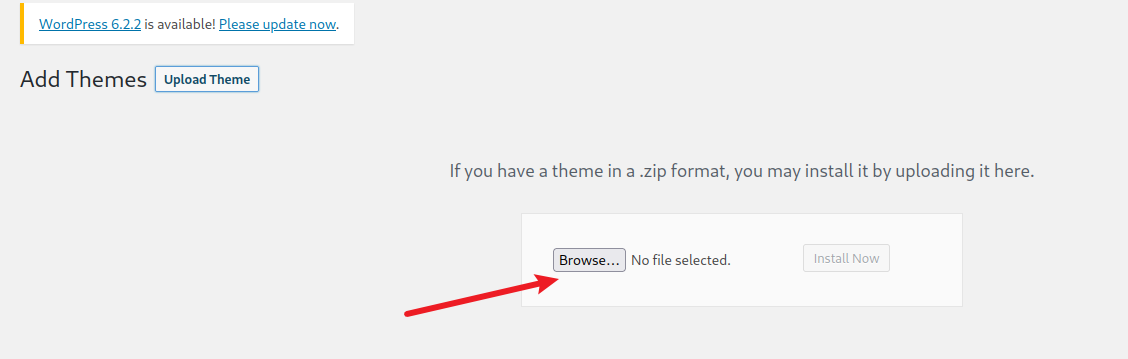 WordPress 6.2.2 is available! Please update now.
Add Themes Upload Theme
If you have a theme in a .zip format, you may install it by uploading it here.
Browse... No file selected. Install Now